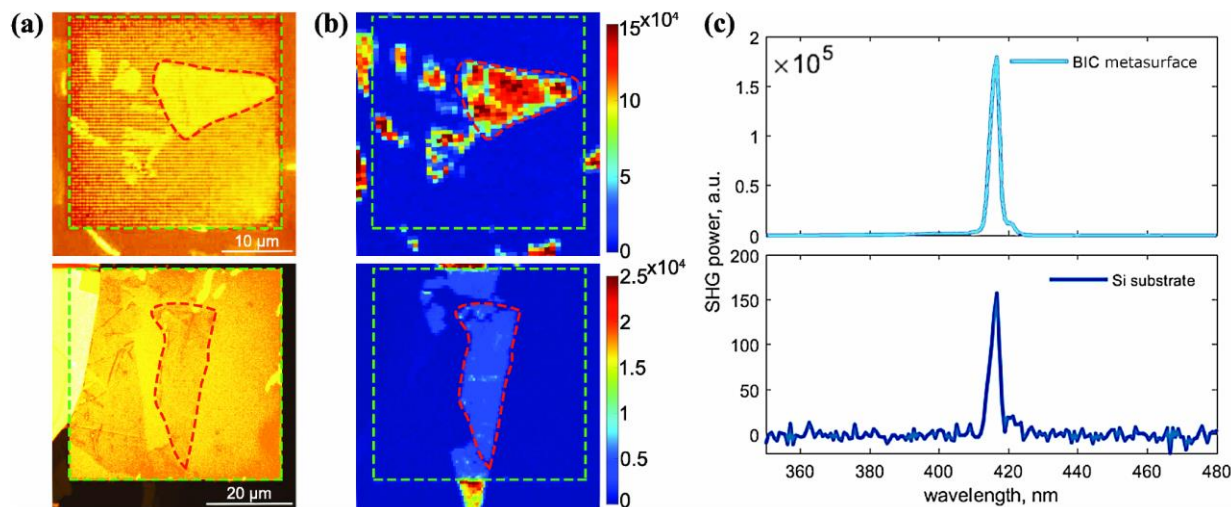 (a)
(b)
(c)
10 µm
20 µm
×10⁴
15
10
5
0
×10⁴
2.5
2
1.5
1
0.5
0
2
× 10⁵
1.5
1
0.5
0
BIC metasurface
SHG power, a.u.
200
150
100
50
0
Si substrate
360 380 400 420 440 460 480
wavelength, nm